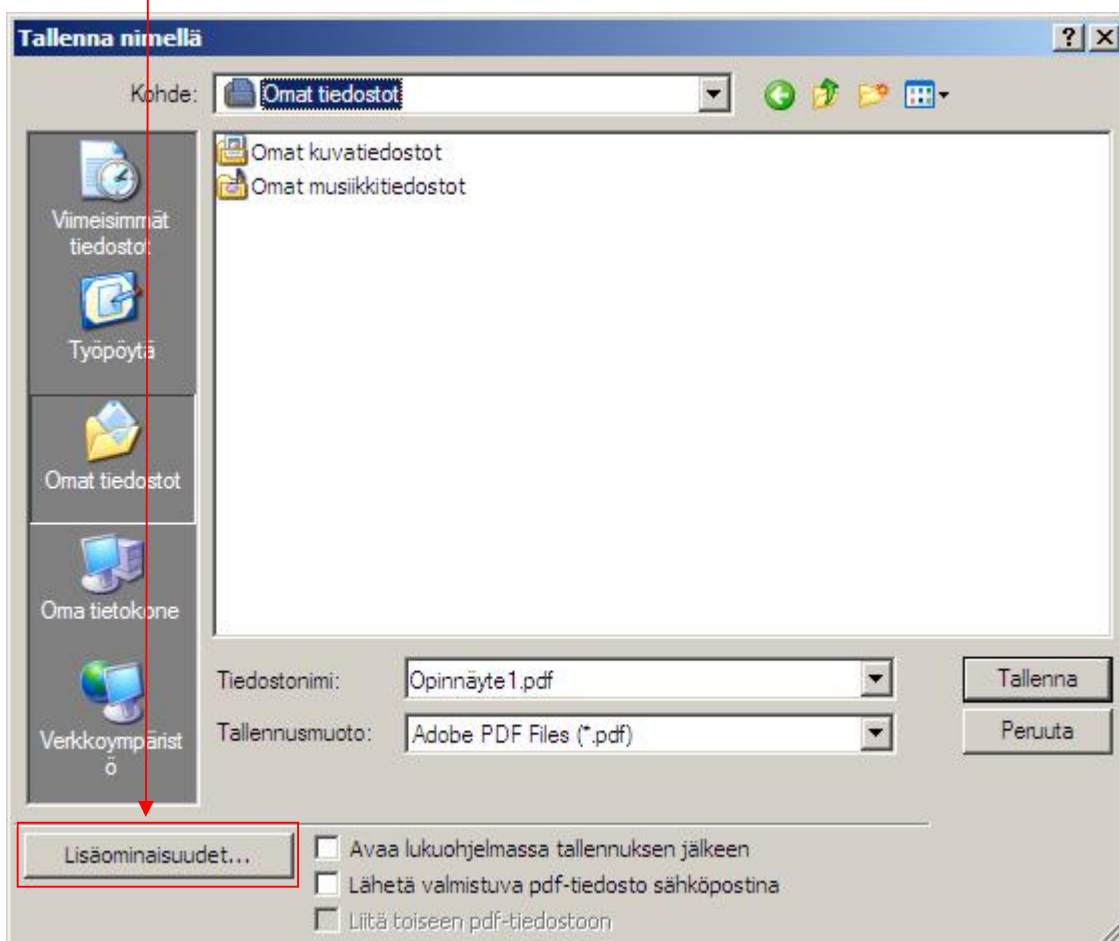 Tallenna nimellä
Kohde:
Omat tiedostot
Omat kuvatiedostot
Omat musiikkitiedostot
Viimeisimmät
tiedostot
Työpöytä
Omat tiedostot
Oma tietokone
Verkkoympärist
ö
Tiedostonimi:
Opinnäyte1.pdf
Tallenna
Tallennusmuoto:
Adobe PDF Files (*.pdf)
Peruuta
Lisäominaisuudet...
Avaa lukuohjelmassa tallennuksen jälkeen
Lähetä valmistuva pdf-tiedosto sähköpostina
Liitä toiseen pdf-tiedostoon